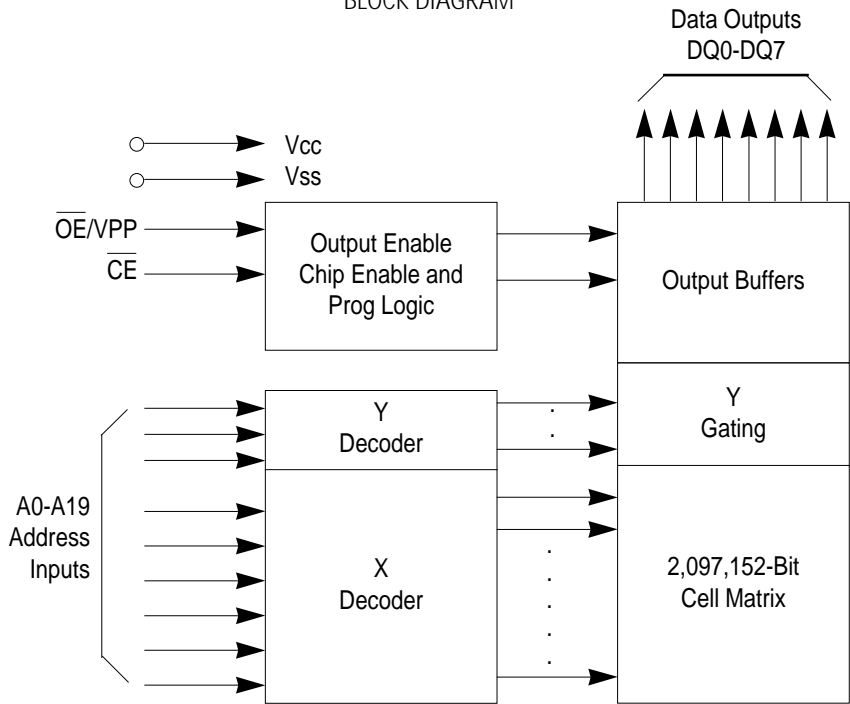 BLOCK DIAGRAM
Data Outputs
DQ0-DQ7
Vcc
Vss
OE/VPP
CE
Output Enable
Chip Enable and
Prog Logic
Output Buffers
Y
Decoder
Y
Gating
A0-A19
Address
Inputs
X
Decoder
2,097,152-Bit
Cell Matrix